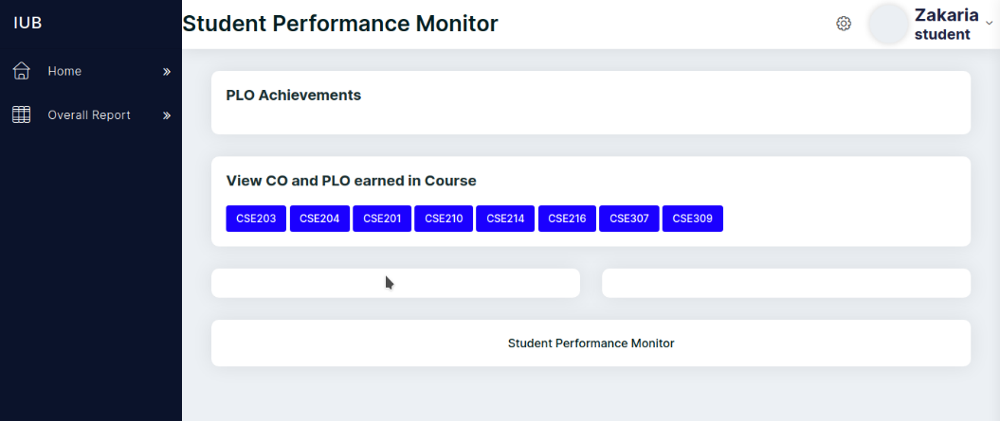 IUB
Home
Overall Report
Student Performance Monitor
Zakaria
student
PLO Achievements
View CO and PLO earned in Course
CSE203 CSE204 CSE201 CSE210 CSE214 CSE216 CSE307 CSE309
Student Performance Monitor